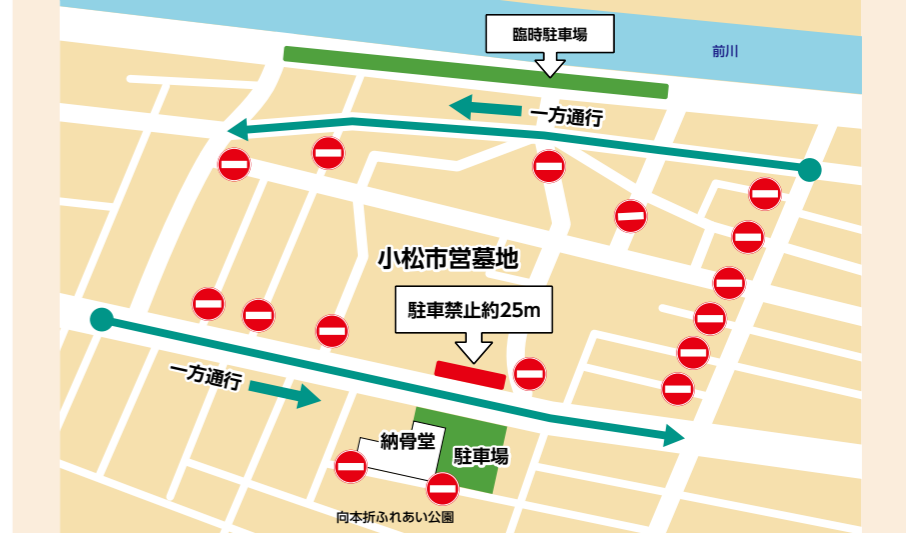 臨時駐車場
前川
一方通行
小松市営墓地
駐車禁止約25m
一方通行
納骨堂
駐車場
向本折ふれあい公園